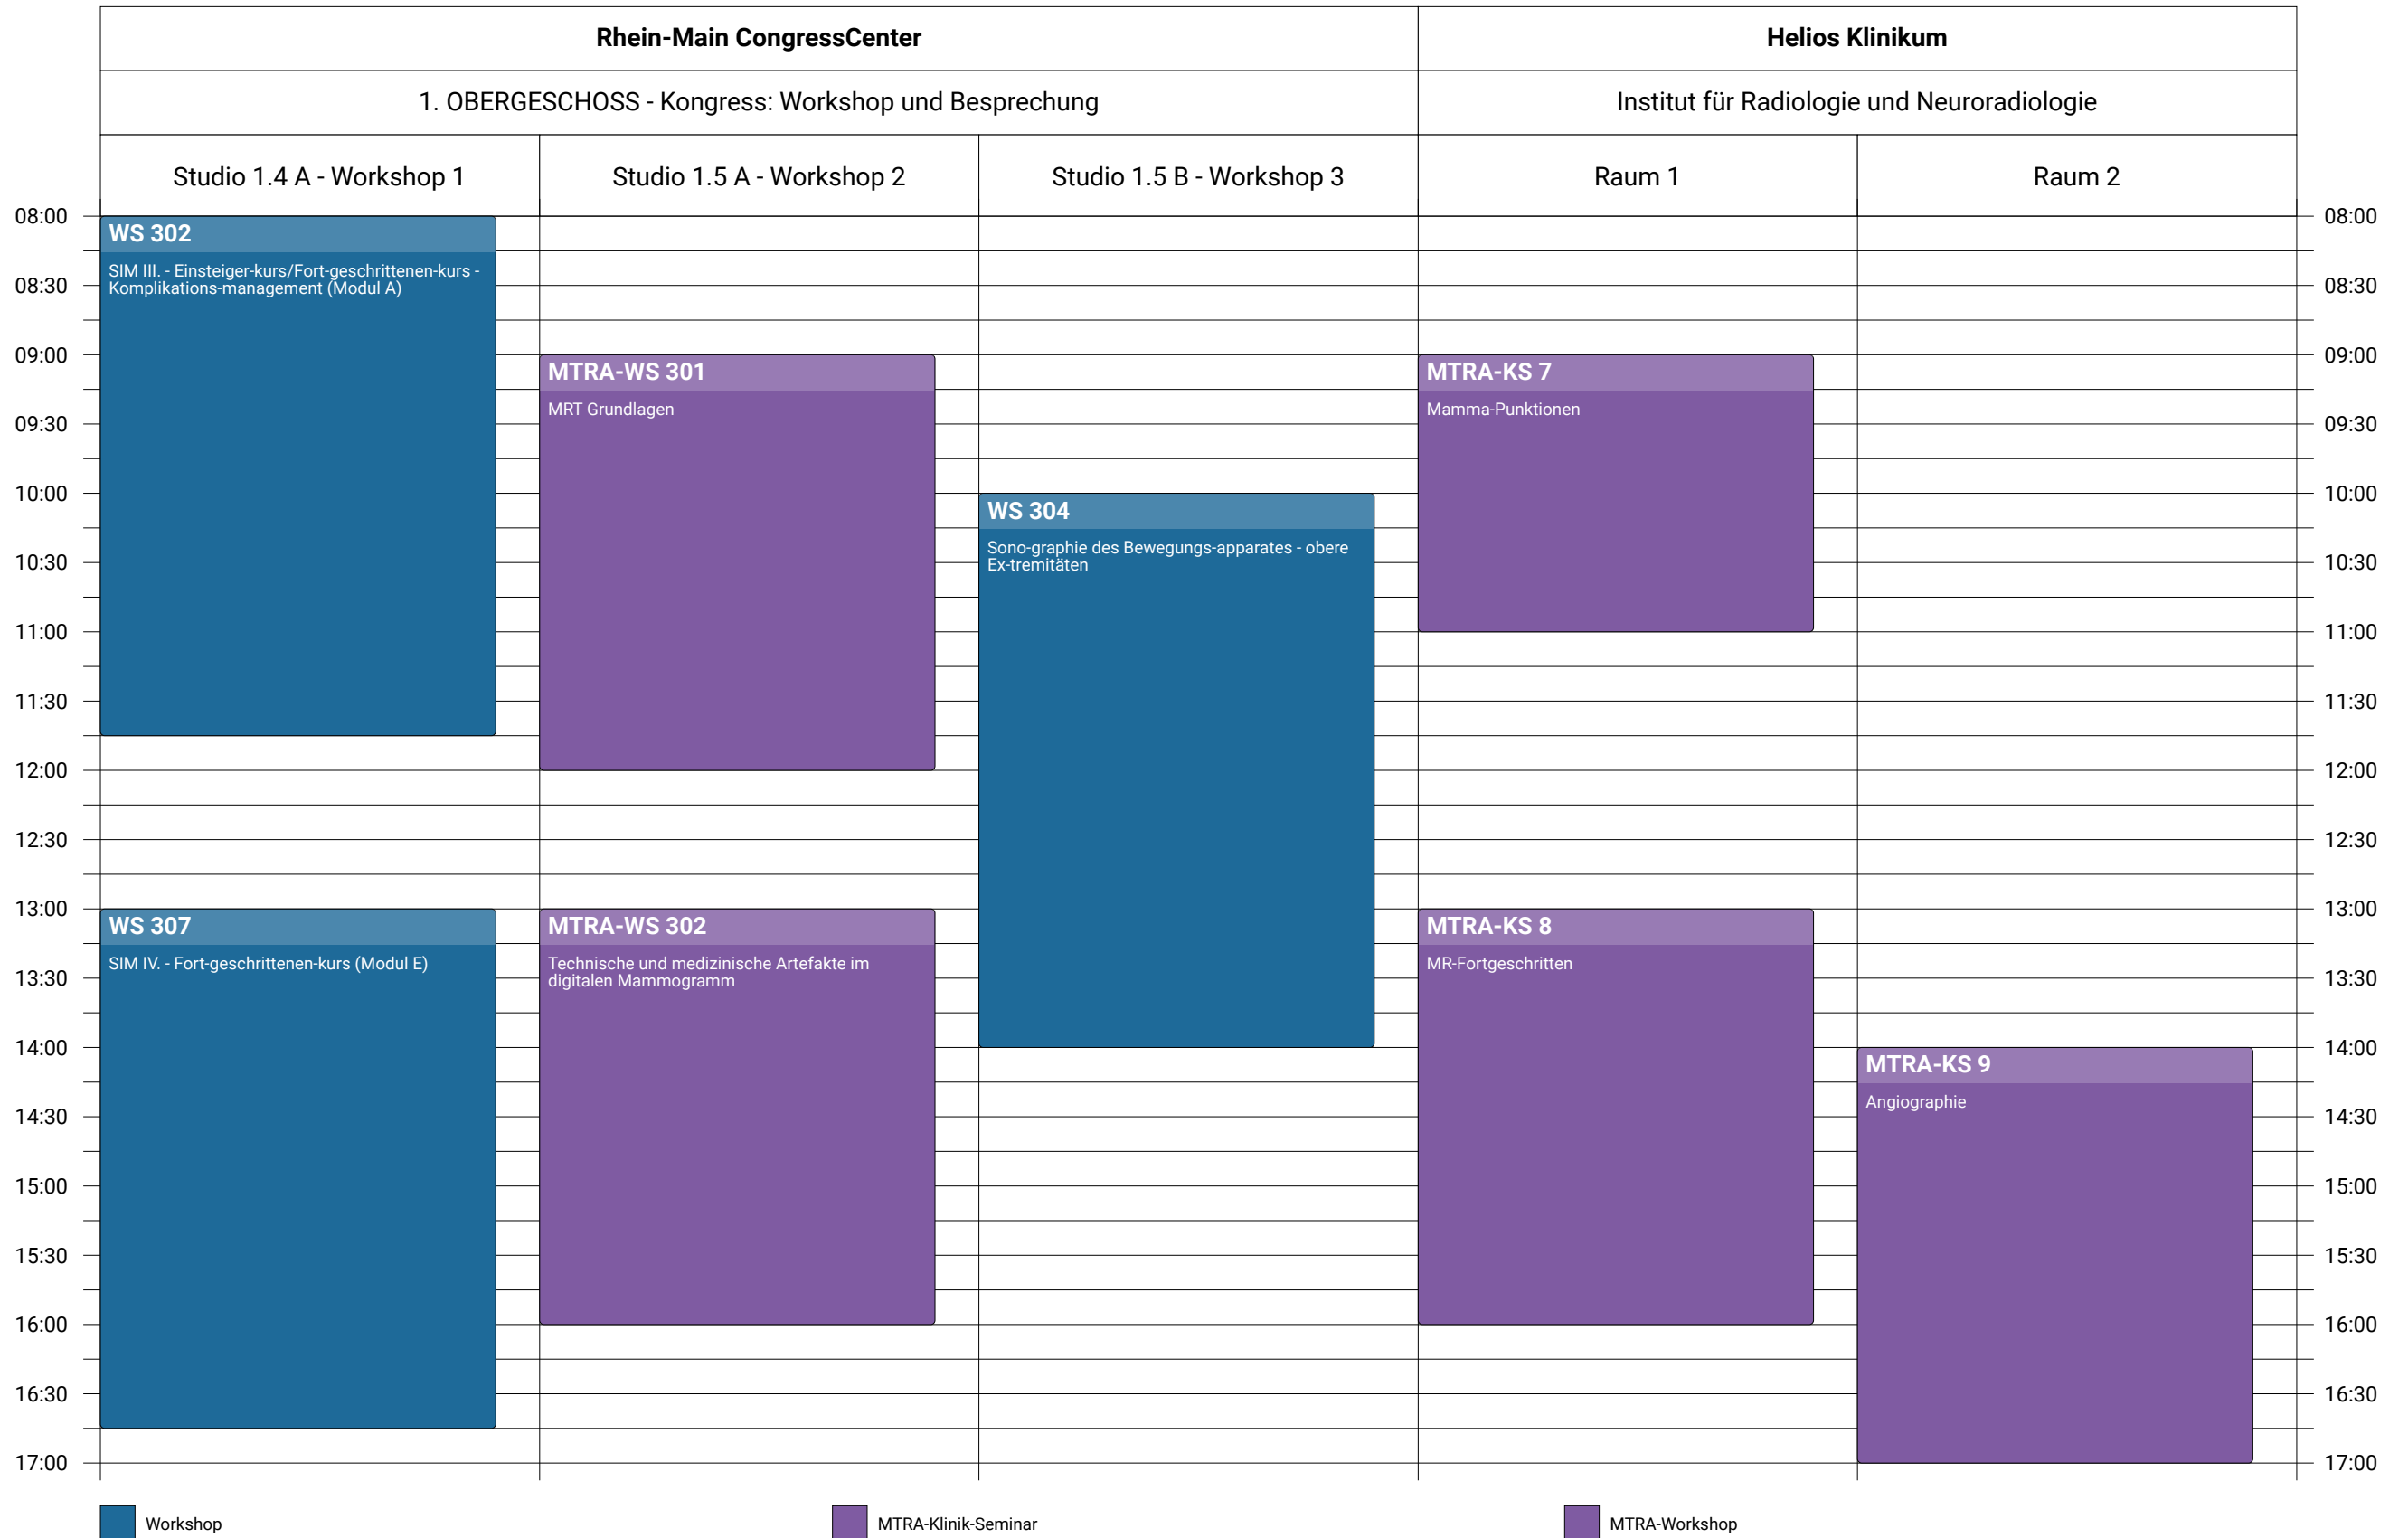 Rhein-Main CongressCenter
Helios Klinikum
1. OBERGESCHOSS - Kongress: Workshop und Besprechung
Institut für Radiologie und Neuroradiologie
Studio 1.4 A - Workshop 1
Studio 1.5 A - Workshop 2
Studio 1.5 B - Workshop 3
Raum 1
Raum 2
08:00
08:30
09:00
09:30
10:00
10:30
11:00
11:30
12:00
12:30
13:00
13:30
14:00
14:30
15:00
15:30
16:00
16:30
17:00
WS 302
SIM III. - Einsteiger-kurs/Fort-geschrittenen-kurs -
Komplikations-management (Modul A)
WS 307
SIM IV. - Fort-geschrittenen-kurs (Modul E)
MTRA-WS 301
MRT Grundlagen
MTRA-WS 302
Technische und medizinische Artefakte im
digitalen Mammogramm
WS 304
Sono-graphie des Bewegungs-apparates - obere
Ex-tremitäten
MTRA-KS 7
Mamma-Punktionen
MTRA-KS 8
MR-Fortgeschritten
MTRA-KS 9
Angiographie
08:00
08:30
09:00
09:30
10:00
10:30
11:00
11:30
12:00
12:30
13:00
13:30
14:00
14:30
15:00
15:30
16:00
16:30
17:00
Workshop
MTRA-Klinik-Seminar
MTRA-Workshop